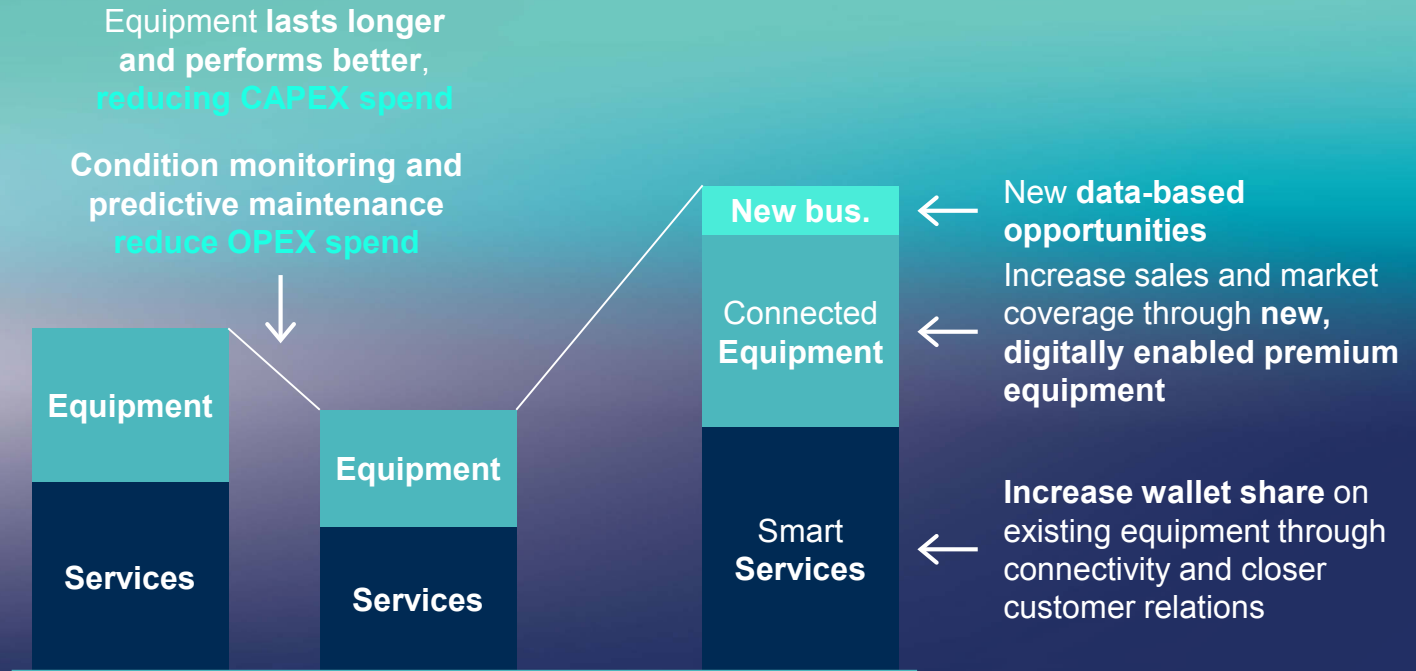 Equipment lasts longer
and performs better,
reducing CAPEX spend
Condition monitoring and
predictive maintenance
reduce OPEX spend
Equipment
Services
Equipment
Services
New bus.
Connected
Equipment
Smart
Services
New data-based
opportunities
Increase sales and market
coverage through new,
digitally enabled premium
equipment
Increase wallet share on
existing equipment through
connectivity and closer
customer relations